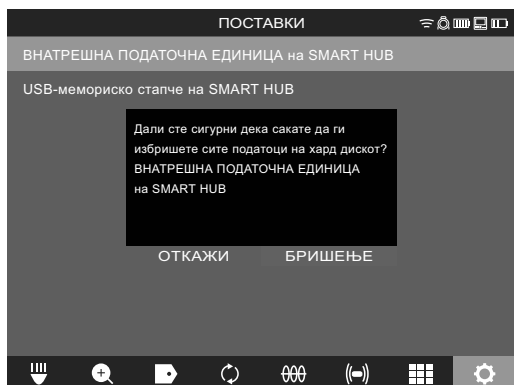 ПОСТАВКИ
ВНАТРЕШНА ПОДАТОЧНА ЕДИНИЦА на SMART HUB
USB-мемориско стапче на SMART HUB
Дали сте сигурни дека сакате да ги
избришете сите податоци на хард дискот?
ВНАТРЕШНА ПОДАТОЧНА ЕДИНИЦА
на SMART HUB
ОТКАЖИ БРИШЕЊЕ